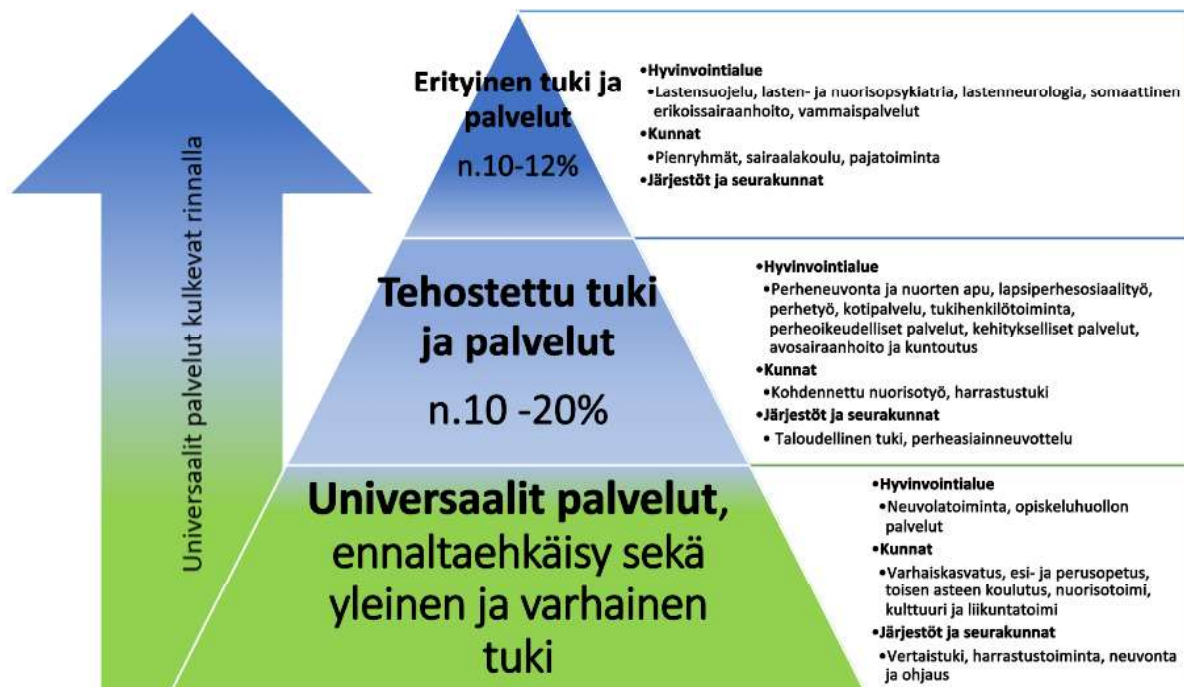 Universaalit palvelut kulkevat rinnalla
Erityinen tuki ja
palvelut
n.10-12%
•Hyvinvointialue
•Lastensuojelu, lasten- ja nuorisopsykiatria, lastenneurologia, somaattinen
erikoissairaanhoito, vammaispalvelut
•Kunnat
•Pienryhmät, sairaalakoulu, pajatoiminta
•Järjestöt ja seurakunnat
Tehostettu tuki
ja palvelut
n.10 -20%
•Hyvinvointialue
•Perheneuvonta ja nuorten apu, lapsiperhesosiaalityö,
perhetyö, kotipalvelu, tukihenkilötoiminta,
perheoikeudelliset palvelut, kehitykselliset palvelut,
avosairaanhoito ja kuntoutus
•Kunnat
•Kohdennettu nuorisotyö, harrastustuki
•Järjestöt ja seurakunnat
• Taloudellinen tuki, perheasiainneuvottelu
Universaalit palvelut,
ennaltaehkäisy sekä
yleinen ja varhainen
tuki
•Hyvinvointialue
•Neuvolatoiminta, opiskeluhuollon
palvelut
•Kunnat
•Varhaiskasvatus, esi- ja perusopetus,
toisen asteen koulutus, nuorisotoimi,
kulttuuri ja liikuntatoimi
•Järjestöt ja seurakunnat
•Vertaistuki, harrastustoiminta, neuvonta
ja ohjaus